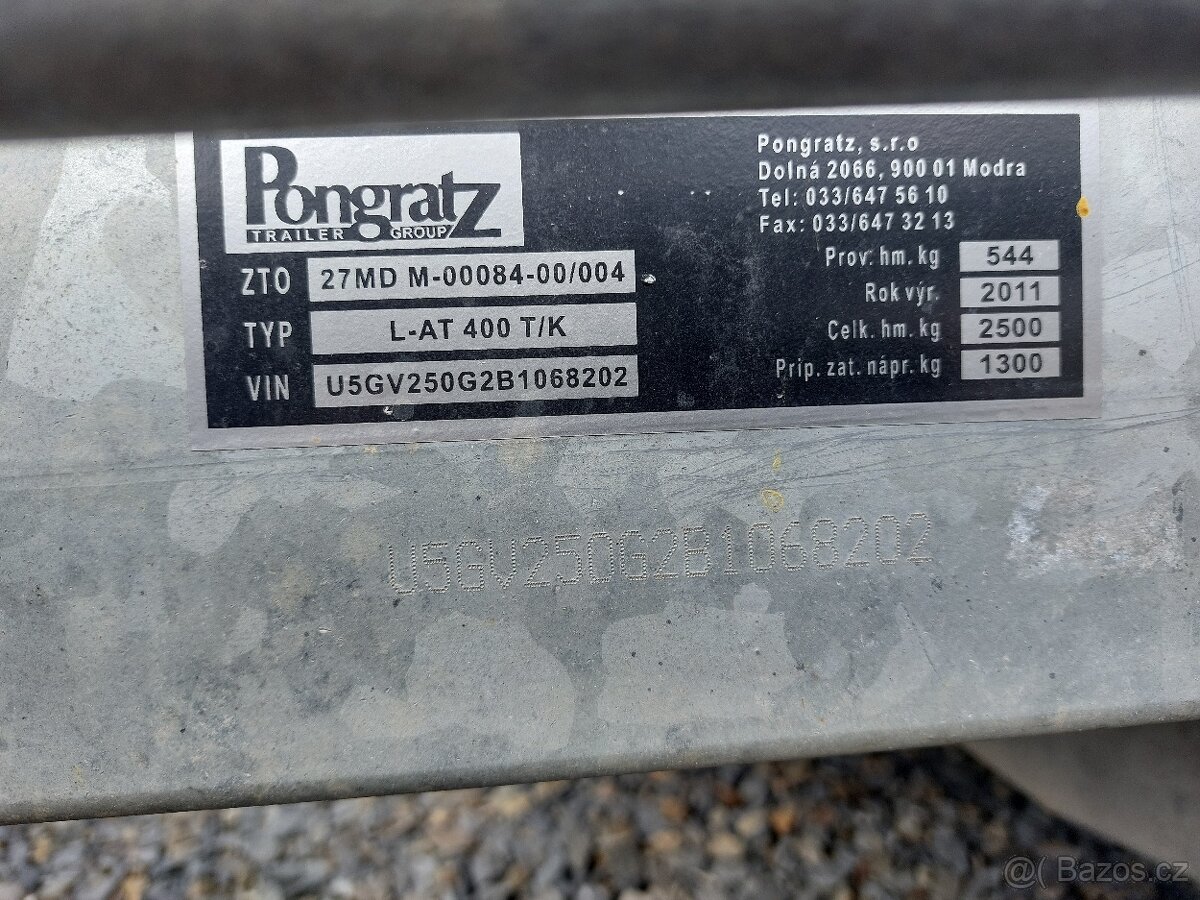 Pongratz
TRAILER GROUP
ZTO 27MD M-00084-00/004
TYP L-AT 400 T/K
VIN U5GV250G2B1068202
Pongratz, s.r.o
Dolná 2066, 900 01 Modra
Tel: 033/647 56 10
Fax: 033/647 32 13
Prov. hm. kg 544
Rok výr. 2011
Celk. hm. kg 2500
Príp. zat. nápr. kg 1300
U5GV250G2B1068202
@( Bazos.cz